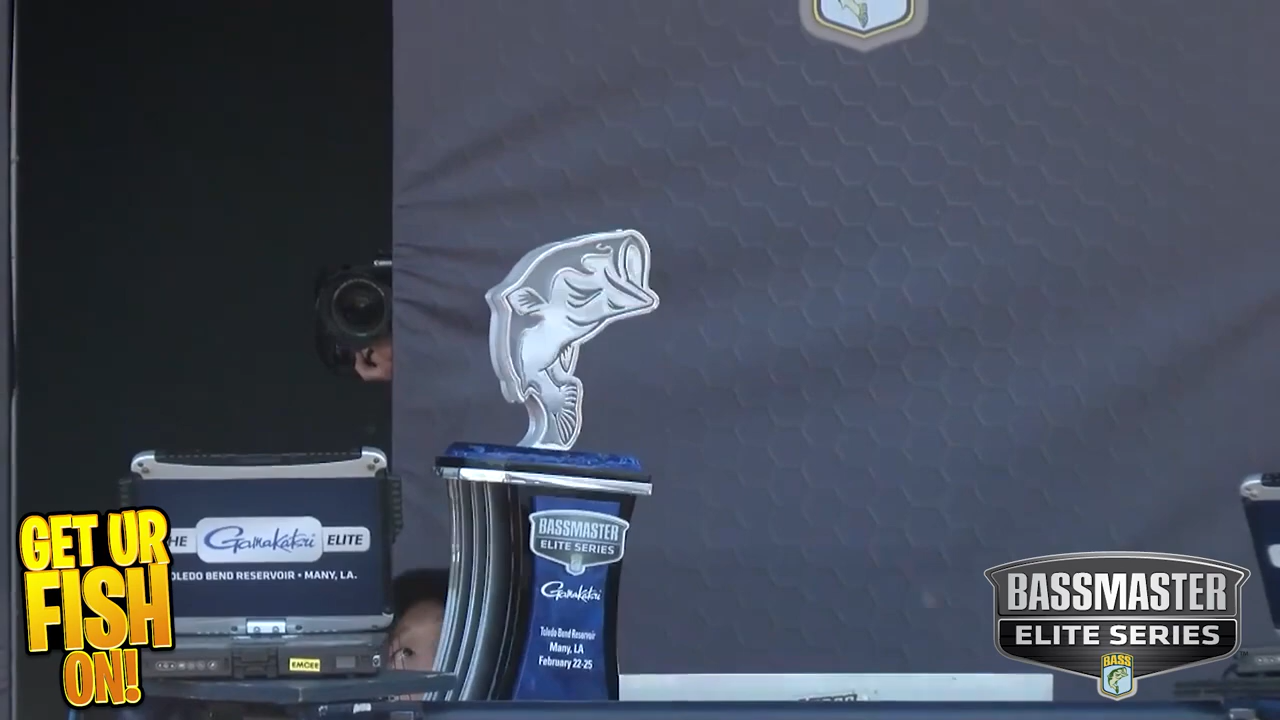 THE Gamakatsu ELITE
TOLEDO BEND RESERVOIR • MANY, LA.
EMCEE
BASSMASTER
ELITE SERIES
Gamakatsu
Toledo Bend Reservoir
Many, LA
February 22-25
GET UR
FISH
ON!
BASSMASTER
ELITE SERIES
BASS